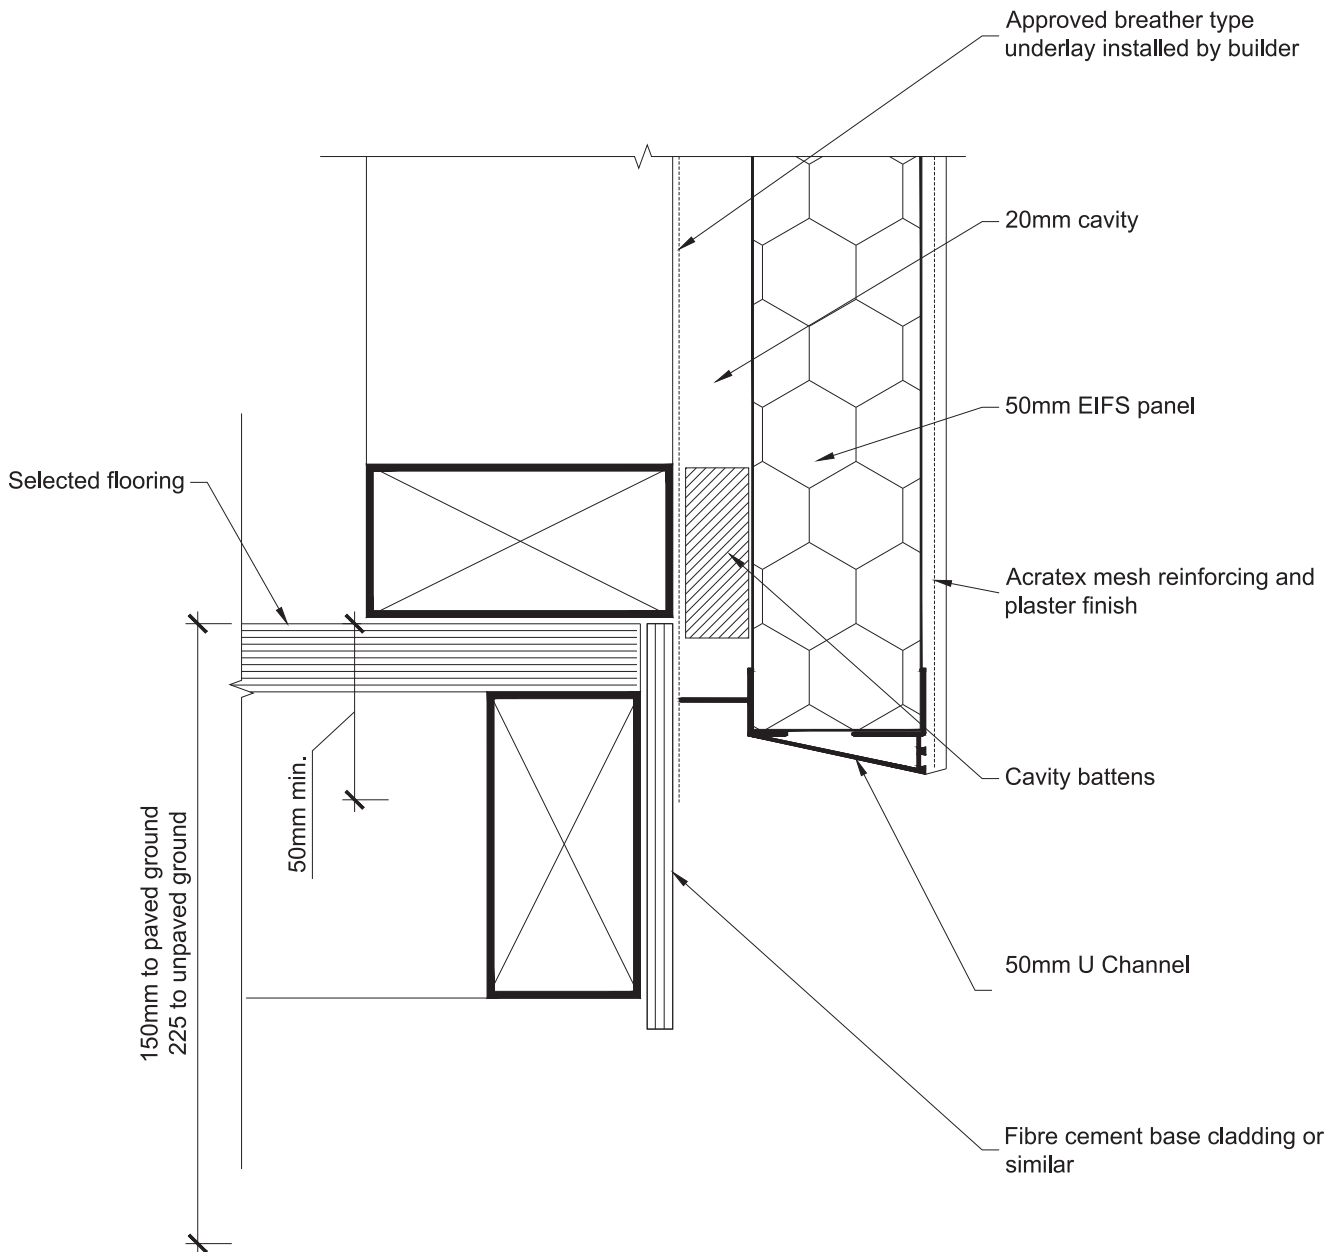 Approved breather type
underlay installed by builder
20mm cavity
50mm EIFS panel
Selected flooring
Acratex mesh reinforcing and
plaster finish
Cavity battens
50mm min.
150mm to paved ground
225 to unpaved ground
50mm U Channel
Fibre cement base cladding or
similar